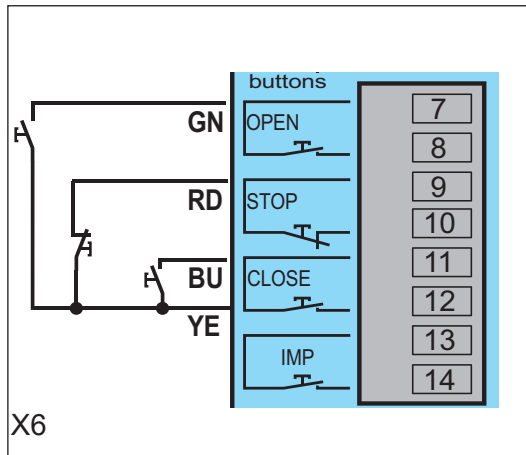 buttons
GN
OPEN
7
8
RD
STOP
9
10
BU
CLOSE
11
12
YE
IMP
13
14
X6